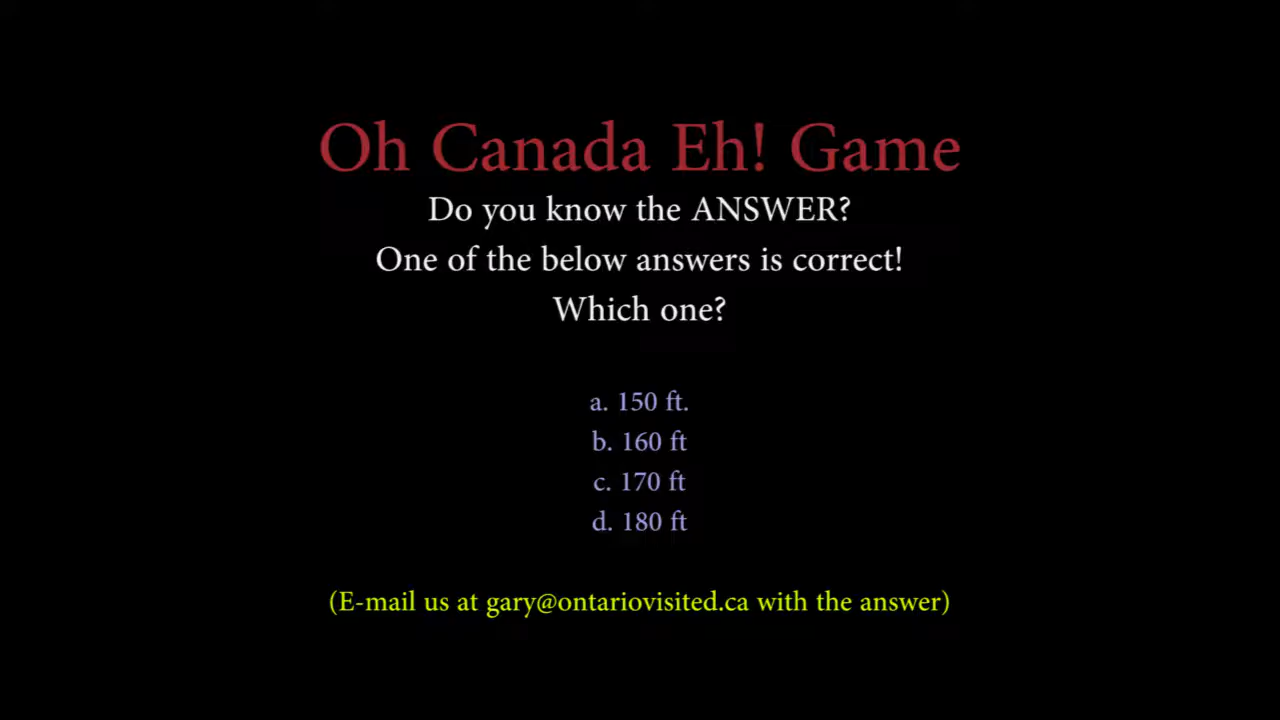 Oh Canada Eh! Game
Do you know the ANSWER?
One of the below answers is correct!
Which one?
a. 150 ft.
b. 160 ft
c. 170 ft
d. 180 ft
(E-mail us at gary@ontariovisited.ca with the answer)